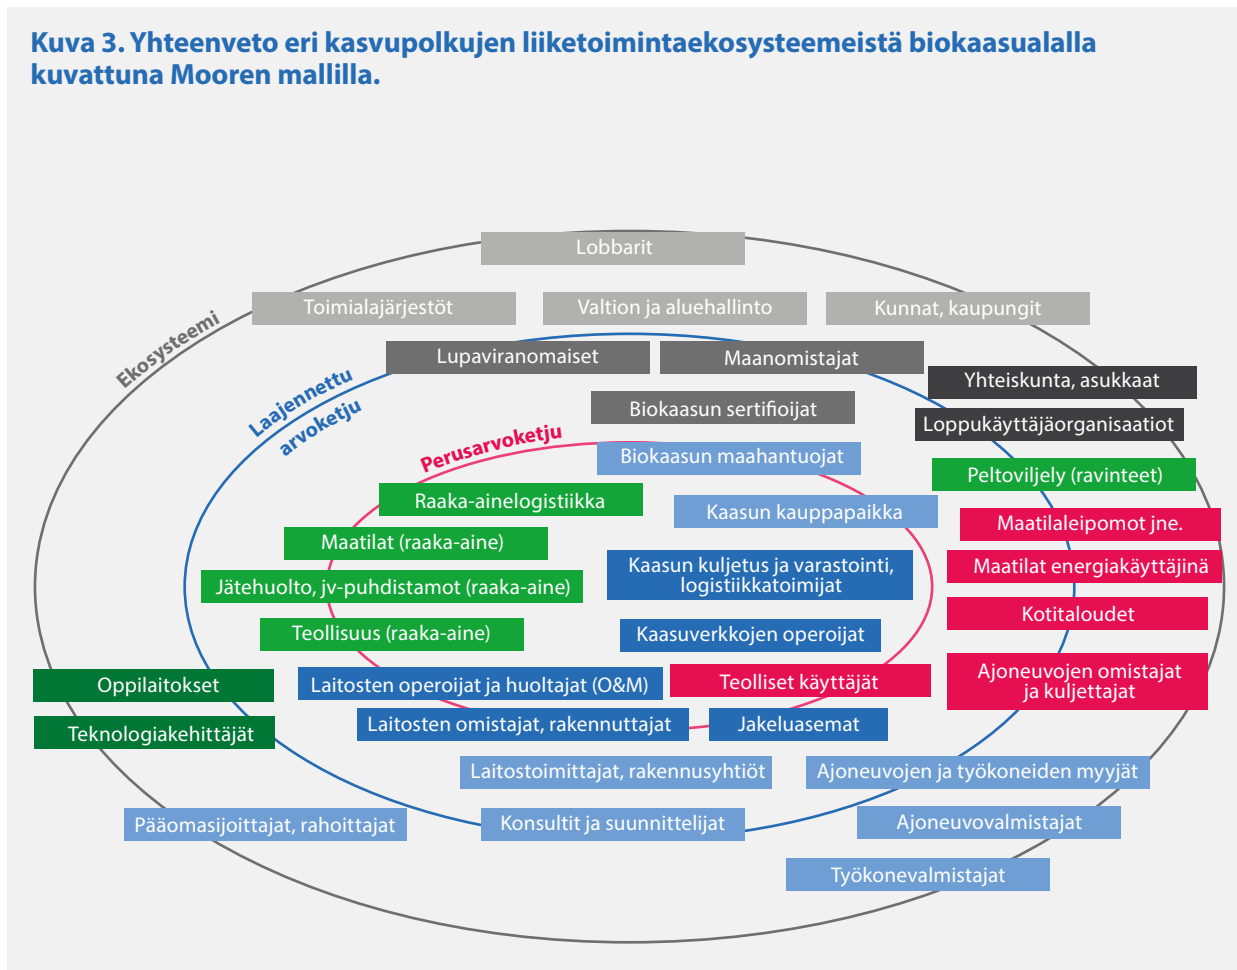 Kuva 3. Yhteenveto eri kasvupolkujen liiketoimintaekosysteemeistä biokaasualalla
kuvattuna Mooren mallilla.
Lobbarit
Toimialajärjestöt
Valtion ja aluehallinto
Kunnat, kaupungit
Ekosysteemi
Lupaviranomaiset
Maanomistajat
Laajennettu
arvoketju
Yhteiskunta, asukkaat
Biokaasun sertifioijat
Loppukäyttäjäorganisaatiot
Perusarvoketju
Biokaasun maahantuojat
Peltoviljely (ravinteet)
Raaka-ainelogistiikka
Kaasun kauppapaikka
Maatilaleipomot jne.
Maatilat (raaka-aine)
Kaasun kuljetus ja varastointi,
logistiikkatoimijat
Maatilat energiakäyttäjinä
Jätehuolto, jv-puhdistamot (raaka-aine)
Kotitaloudet
Teollisuus (raaka-aine)
Kaasuverkkojen operoijat
Oppilaitokset
Laitosten operoijat ja huoltajat (O&M)
Teolliset käyttäjät
Ajoneuvojen omistajat
ja kuljettajat
Teknologiakehittäjät
Laitosten omistajat, rakennuttajat
Jakeluasemat
Laitostoimittajat, rakennusyhtiöt
Ajoneuvojen ja työkoneiden myyjät
Pääomasijoittajat, rahoittajat
Konsultit ja suunnittelijat
Ajoneuvovalmistajat
Työkonevalmistajat